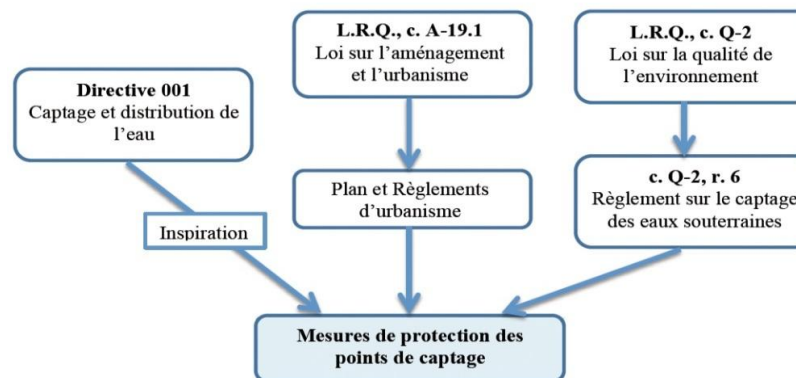 L.R.Q., c. A-19.1
Loi sur l’aménagement
et l’urbanisme
L.R.Q., c. Q-2
Loi sur la qualité de
l’environnement
Directive 001
Captage et distribution de
l’eau
Plan et Règlements
d’urbanisme
c. Q-2, r. 6
Règlement sur le captage
des eaux souterraines
Inspiration
Mesures de protection des
points de captage